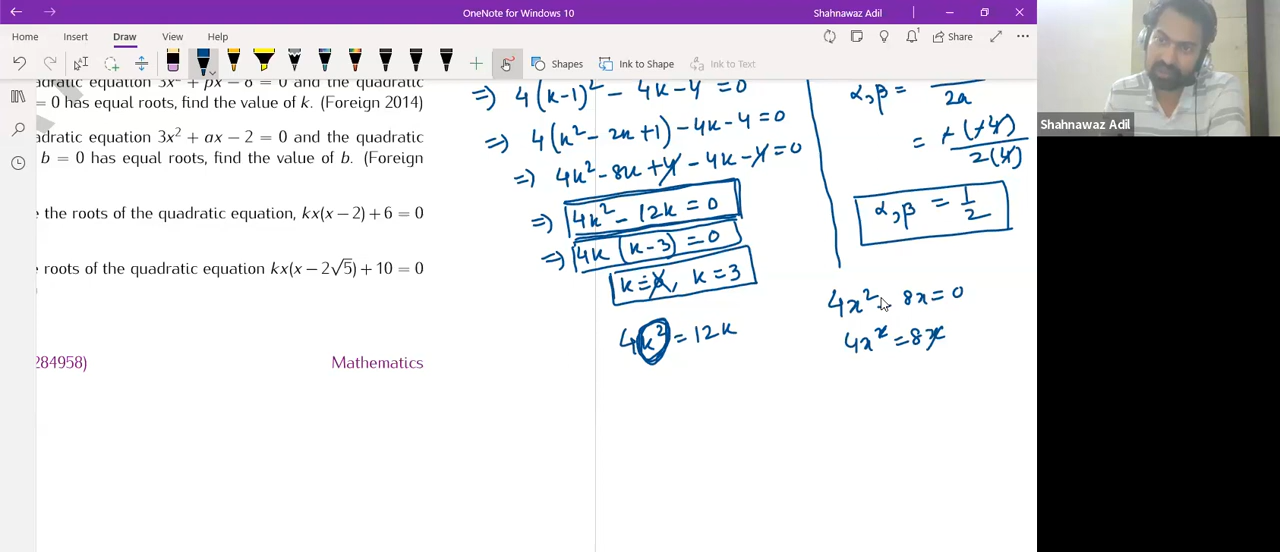 OneNote for Windows 10
Shahnawaz Adil
Home Insert Draw View Help
Share
Shapes Ink to Shape Ink to Text
adratic equation 3x² + px − 8 = 0 and the quadratic
= 0 has equal roots, find the value of k. (Foreign 2014)
adratic equation 3x² + ax − 2 = 0 and the quadratic
b = 0 has equal roots, find the value of b. (Foreign
e the roots of the quadratic equation, kx(x − 2) + 6 = 0
e roots of the quadratic equation kx(x − 2√5) + 10 = 0
284958) Mathematics
=> 4(k-1)² - 4k-4 = 0
=> 4(k² - 2k + 1) - 4k - 4 = 0
=> 4k² - 8k + 4 - 4k - 4 = 0
=> 4k² - 12k = 0
=> 4k (k-3) = 0
k = 0, k = 3
4k² = 12k
α, β =
2a
= -(-4)
2(4)
α, β = 1/2
4x² - 8x = 0
4x² = 8x
Shahnawaz Adil